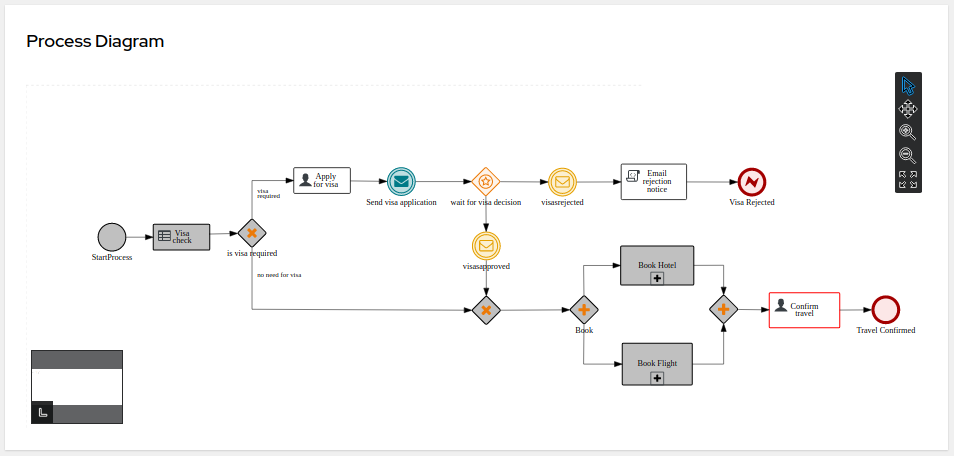 Process Diagram
visa
required
Apply
for visa
Send visa application
wait for visa decision
visasrejected
Email
rejection
notice
Visa Rejected
StartProcess
Visa
check
is visa required
no need for visa
visasapproved
Book
Book Hotel
Book Flight
Confirm
travel
Travel Confirmed